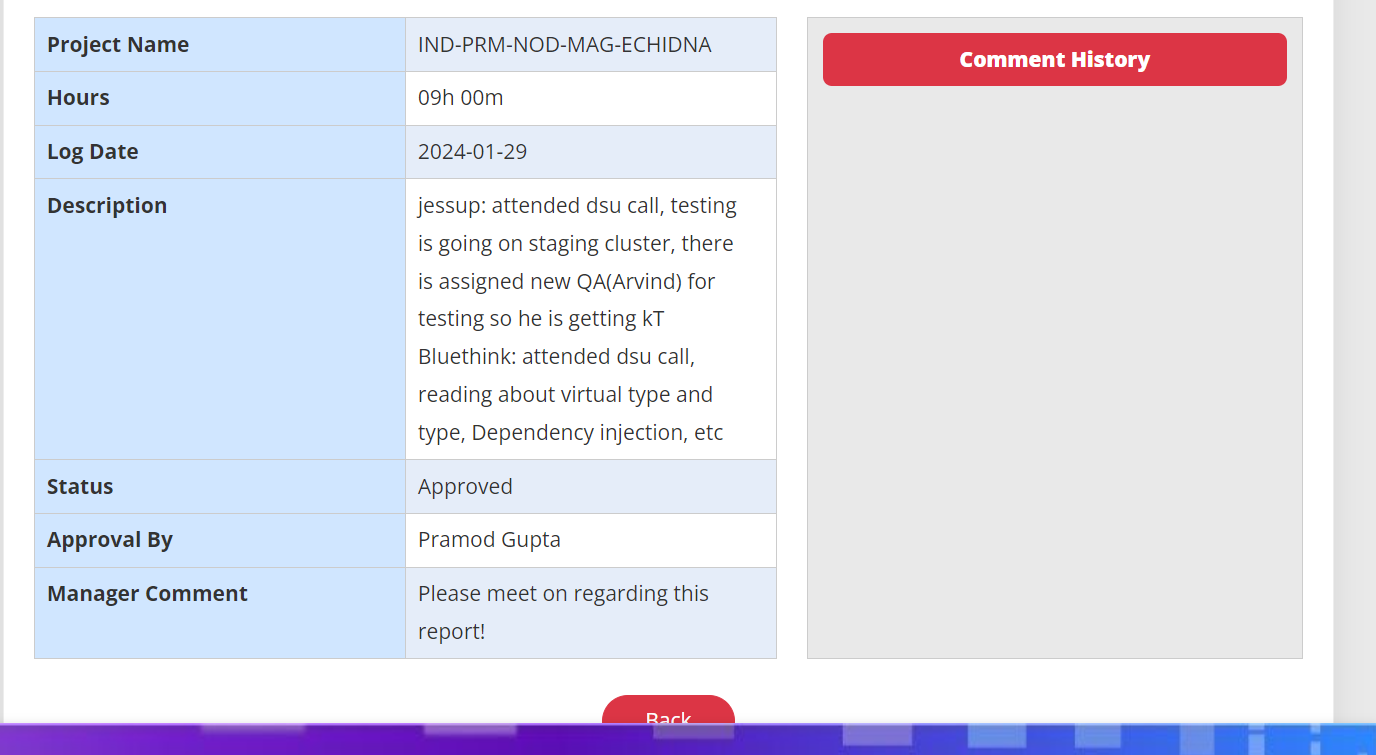 Project Name
IND-PRM-NOD-MAG-ECHIDNA
Hours
09h 00m
Log Date
2024-01-29
Description
jessup: attended dsu call, testing
is going on staging cluster, there
is assigned new QA(Arvind) for
testing so he is getting kT
Bluethink: attended dsu call,
reading about virtual type and
type, Dependency injection, etc
Status
Approved
Approval By
Pramod Gupta
Manager Comment
Please meet on regarding this
report!
Comment History
Back